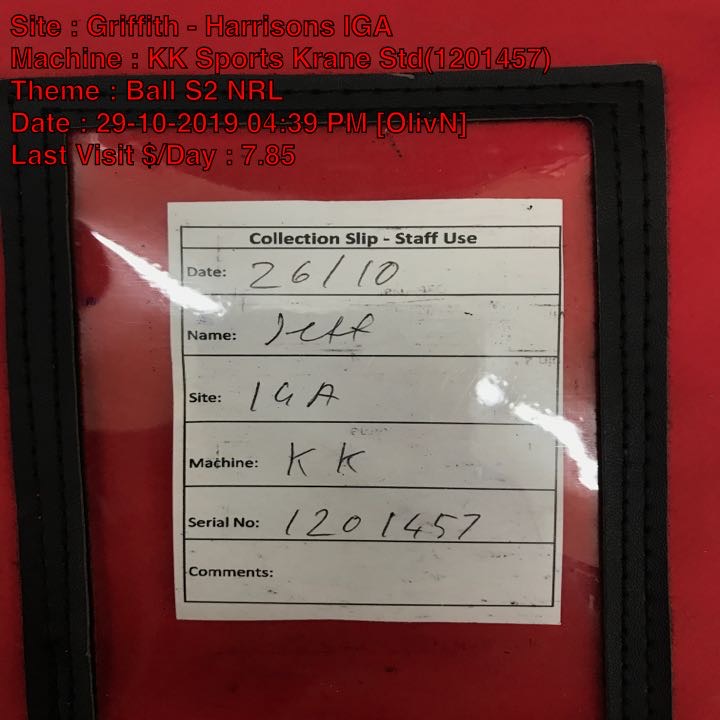 Site : Griffith - Harrisons IGA
Machine : KK Sports Krane Std(1201457)
Theme : Ball S2 NRL
Date : 29-10-2019 04:39 PM [OlivN]
Last Visit $/Day : 7.85
Collection Slip - Staff Use
Date: 26/10
Name: Jeff
Site: IGA
Machine: KK
Serial No: 1201457
Comments: